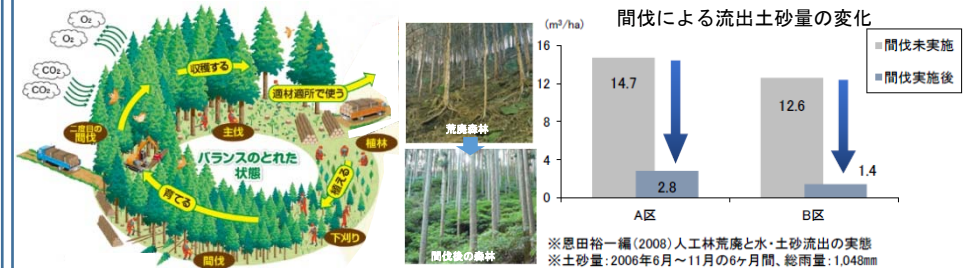 O2
O2
CO2
CO2
収穫する
適材適所で使う
主伐
植林
二度目の
間伐
バランスのとれた
状態
植える
育てる
下刈り
間伐
荒廃森林
間伐後の森林
間伐による流出土砂量の変化
(m³/ha)
16
12
8
4
0
14.7
2.8
12.6
1.4
A区
B区
間伐未実施
間伐実施後
※恩田裕一編(2008)人工林荒廃と水・土砂流出の実態
※土砂量:2006年6月～11月の6ヶ月間、総雨量:1,048mm